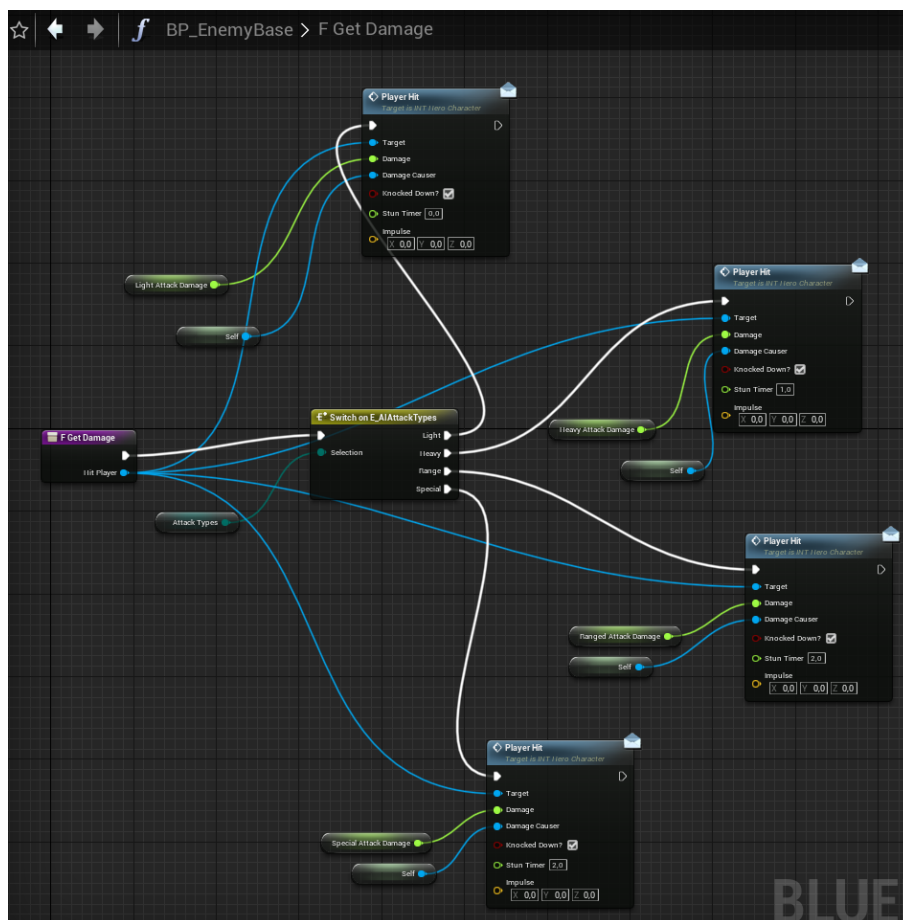 BP_EnemyBase > F Get Damage
Player Hit
Target is INT Hero Character
Target
Damage
Damage Causer
Knocked Down?
Stun Timer 0,0
Impulse
X 0,0 Y 0,0 Z 0,0
Light Attack Damage
Self
Player Hit
Target is INT Hero Character
Target
Damage
Damage Causer
Knocked Down?
Stun Timer 1,0
Impulse
X 0,0 Y 0,0 Z 0,0
Heavy Attack Damage
Self
F Get Damage
Hit Player
Switch on E_AIAttackTypes
Selection
Light
Heavy
Range
Special
Attack Types
Player Hit
Target is INT Hero Character
Target
Damage
Damage Causer
Knocked Down?
Stun Timer 2,0
Impulse
X 0,0 Y 0,0 Z 0,0
Ranged Attack Damage
Self
Player Hit
Target is INT Hero Character
Target
Damage
Damage Causer
Knocked Down?
Stun Timer 2,0
Impulse
X 0,0 Y 0,0 Z 0,0
Special Attack Damage
Self
BLUE